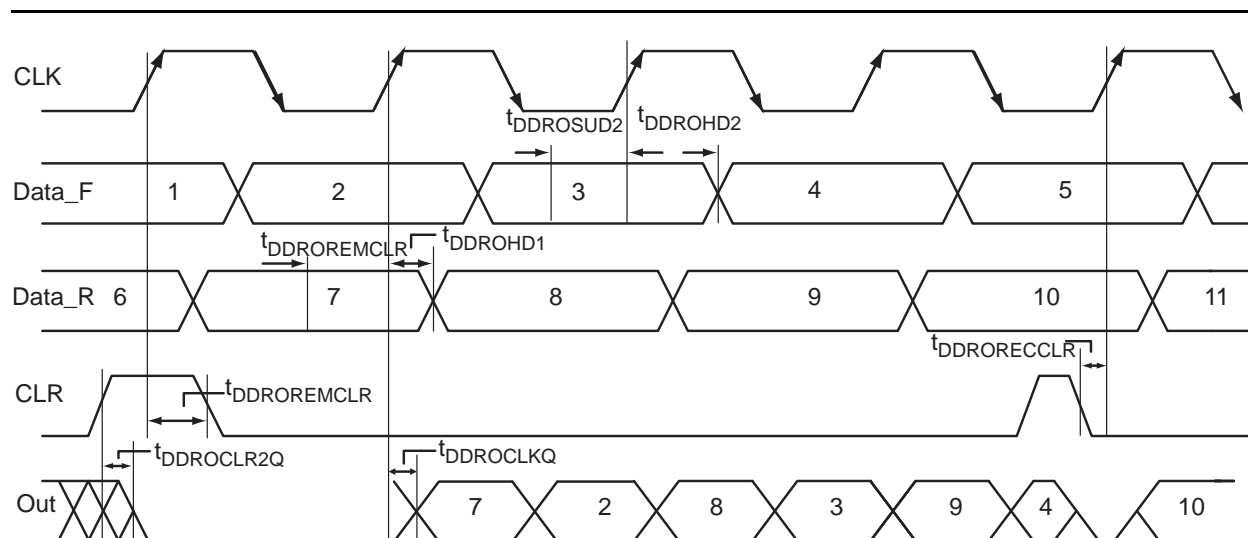 CLK
tDDROSUD2 tDDROHD2
Data_F 1 2 3 4 5
tDDROREMCLR tDDROHD1
Data_R 6 7 8 9 10 11
tDDRORECCLR
CLR tDDROREMCLR
tDDROCLR2Q tDDROCLKQ
Out 7 2 8 3 9 4 10